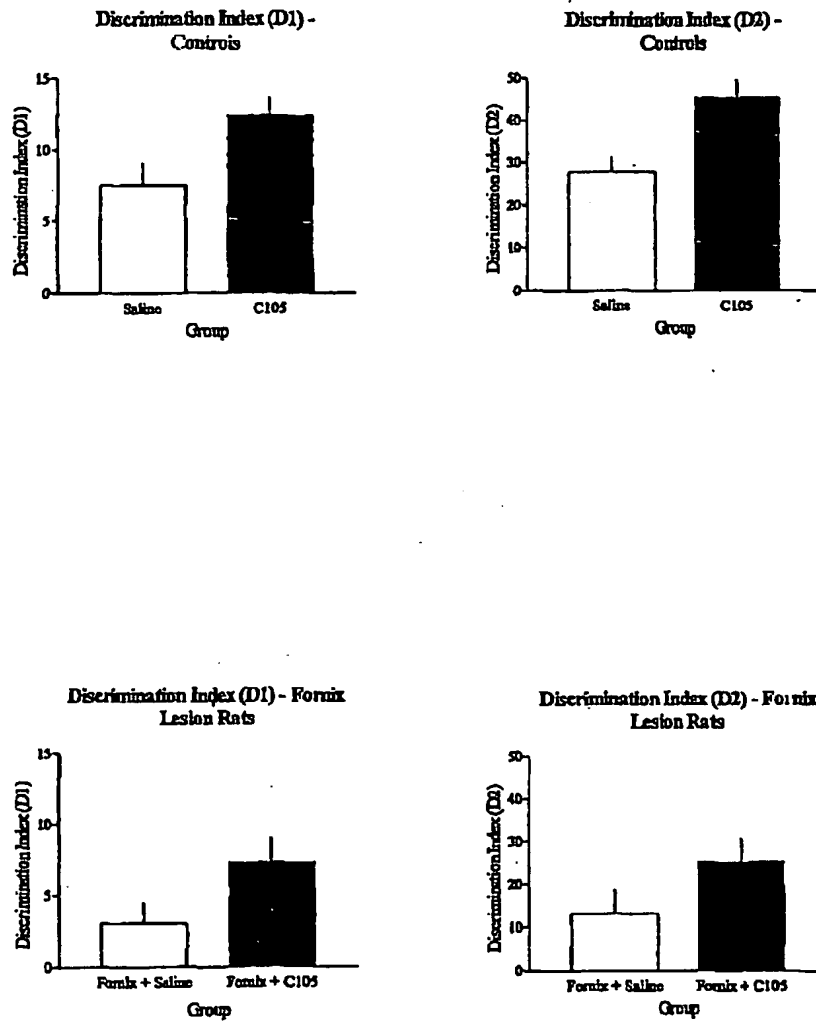 Discrimination Index (D1) -
Controls
Discrimination Index (D1)
15
10
5
0
Saline
C105
Group
Discrimination Index (D2) -
Controls
Discrimination Index (D2)
50
40
30
20
10
0
Saline
C105
Group
Discrimination Index (D1) - Fornix
Lesion Rats
Discrimination Index (D1)
15
10
5
0
Fornix + Saline
Fornix + C105
Group
Discrimination Index (D2) - Fornix
Lesion Rats
Discrimination Index (D2)
50
40
30
20
10
0
Fornix + Saline
Fornix + C105
Group